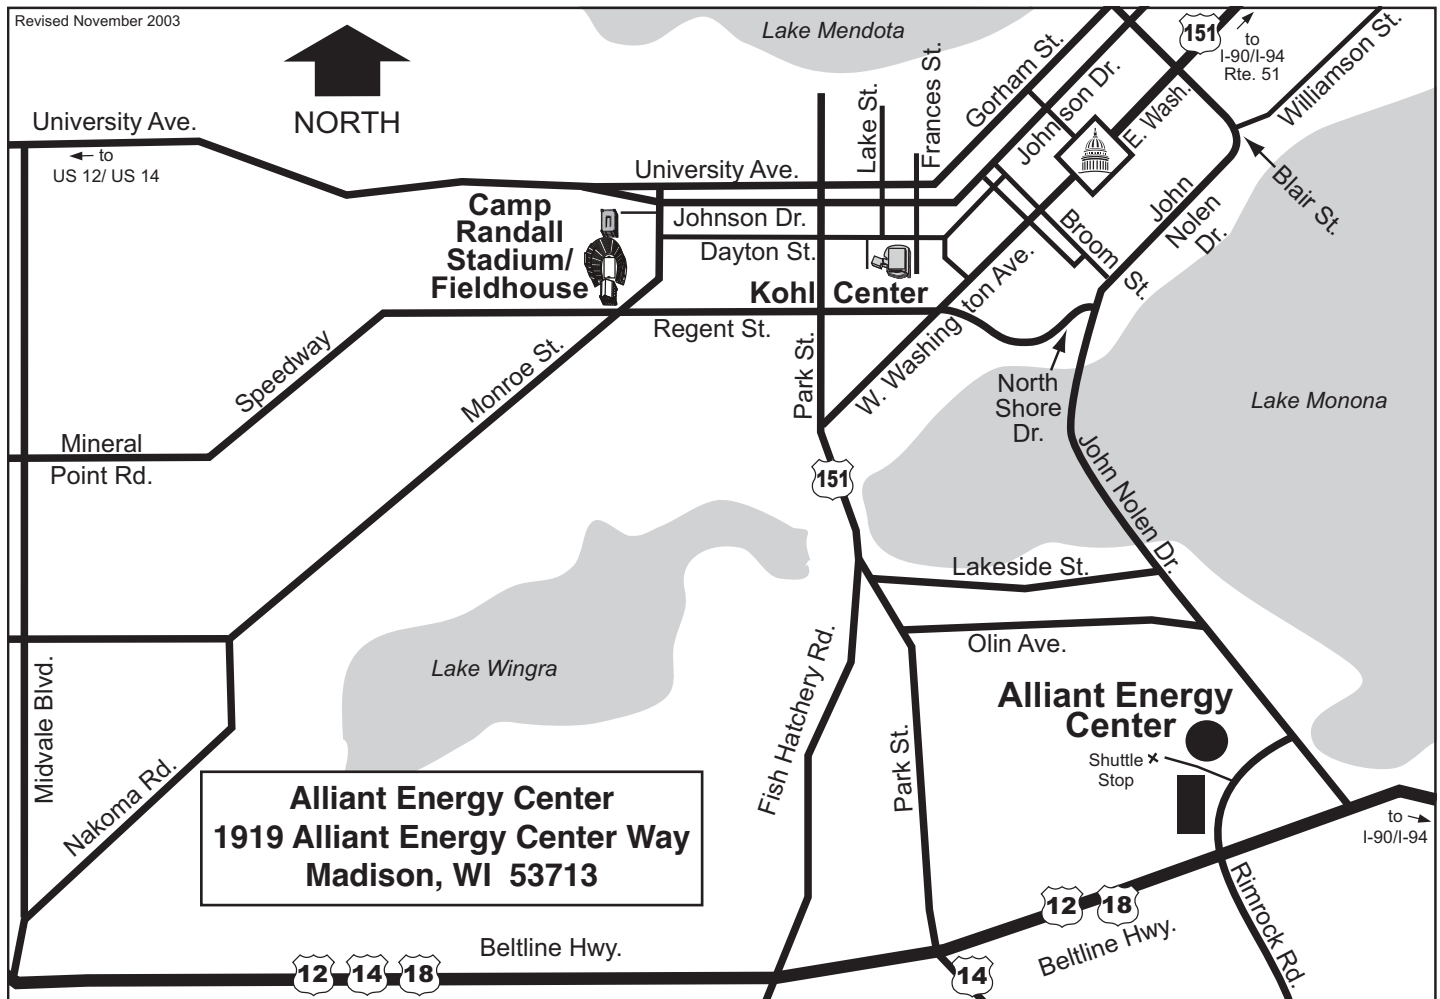 Revised November 2003
NORTH
Lake Mendota
151
to
I-90/I-94
Rte. 51
Williamson St.
University Ave.
to
US 12/ US 14
University Ave.
Lake St.
Frances St.
Gorham St.
Johnson Dr.
E. Wash.
Blair St.
John
Nolen
Dr.
Camp
Randall
Stadium/
Fieldhouse
Johnson Dr.
Dayton St.
Kohl Center
Broom St.
Regent St.
Park St.
W. Washington Ave.
North
Shore
Dr.
Lake Monona
Speedway
Monroe St.
Mineral
Point Rd.
151
John Nolen Dr.
Lakeside St.
Olin Ave.
Lake Wingra
Fish Hatchery Rd.
Park St.
Midvale Blvd.
Nakoma Rd.
Alliant Energy
Center
Shuttle
Stop
Alliant Energy Center
1919 Alliant Energy Center Way
Madison, WI 53713
to
I-90/I-94
Rimrock Rd.
12 18
Beltline Hwy.
Beltline Hwy.
12 14 18
14